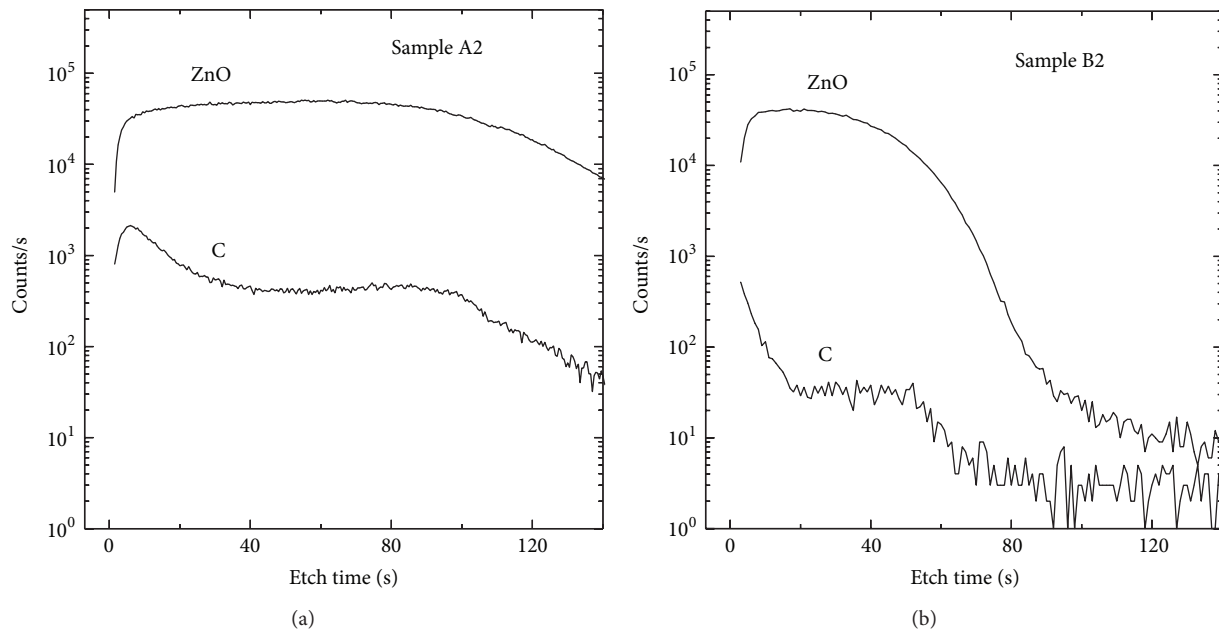 Sample A2
ZnO
C
10^5
10^4
10^3
10^2
10^1
10^0
Counts/s
0 40 80 120
Etch time (s)
(a)
Sample B2
ZnO
C
10^5
10^4
10^3
10^2
10^1
10^0
Counts/s
0 40 80 120
Etch time (s)
(b)